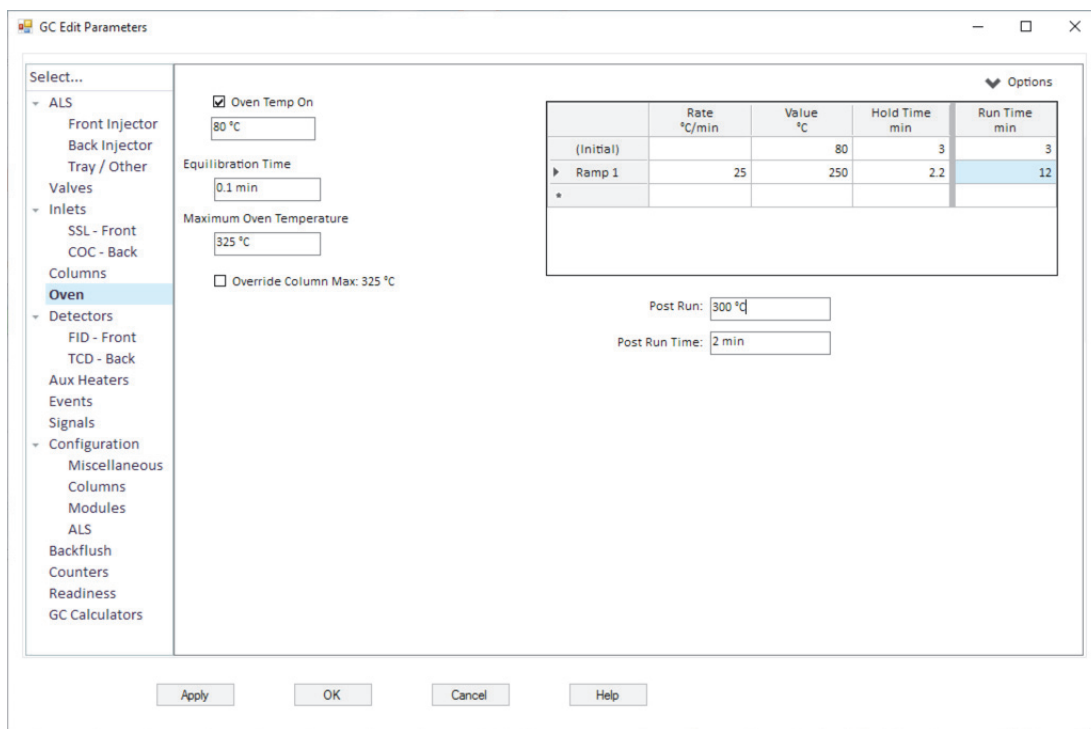 GC Edit Parameters
Select...
ALS
Front Injector
Back Injector
Tray / Other
Valves
Inlets
SSL - Front
COC - Back
Columns
Oven
Detectors
FID - Front
TCD - Back
Aux Heaters
Events
Signals
Configuration
Miscellaneous
Columns
Modules
ALS
Backflush
Counters
Readiness
GC Calculators
Oven Temp On
80 °C
Equilibration Time
0.1 min
Maximum Oven Temperature
325 °C
Override Column Max: 325 °C
Options
Rate °C/min Value °C Hold Time min Run Time min
(Initial) 80 3 3
Ramp 1 25 250 2.2 12
Post Run: 300 °C
Post Run Time: 2 min
Apply OK Cancel Help